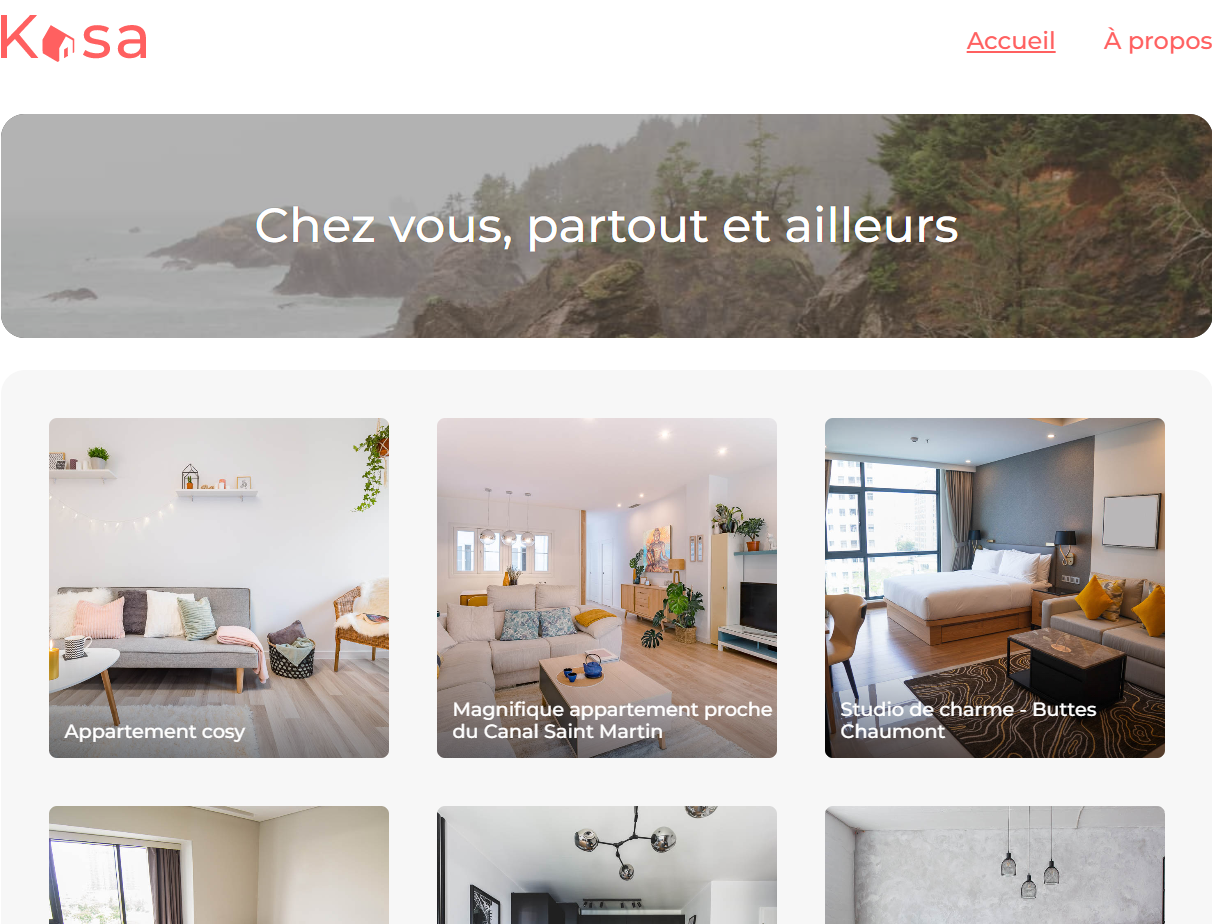 Kasa
Accueil
À propos
Chez vous, partout et ailleurs
Appartement cosy
Magnifique appartement proche
du Canal Saint Martin
Studio de charme - Buttes
Chaumont